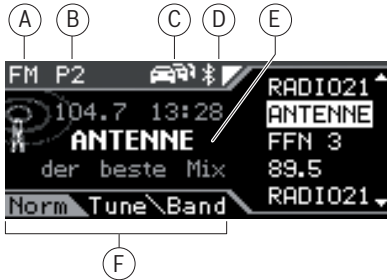 A B C D E
FM P2
104.7 13:28
ANTENNE
der beste Mix
Norm Tune Band
RADIO21
ANTENNE
FFN 3
89.5
RADIO21
F